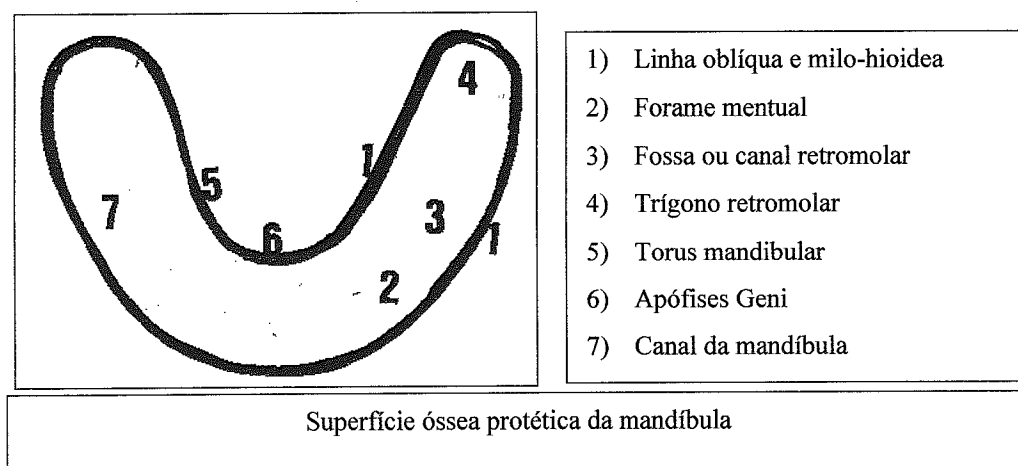 4
1
5
7
3
6
1
2
1) Linha oblíqua e milo-hioidea
2) Forame mentual
3) Fossa ou canal retromolar
4) Trígono retromolar
5) Torus mandibular
6) Apófises Geni
7) Canal da mandíbula
Superfície óssea protética da mandíbula